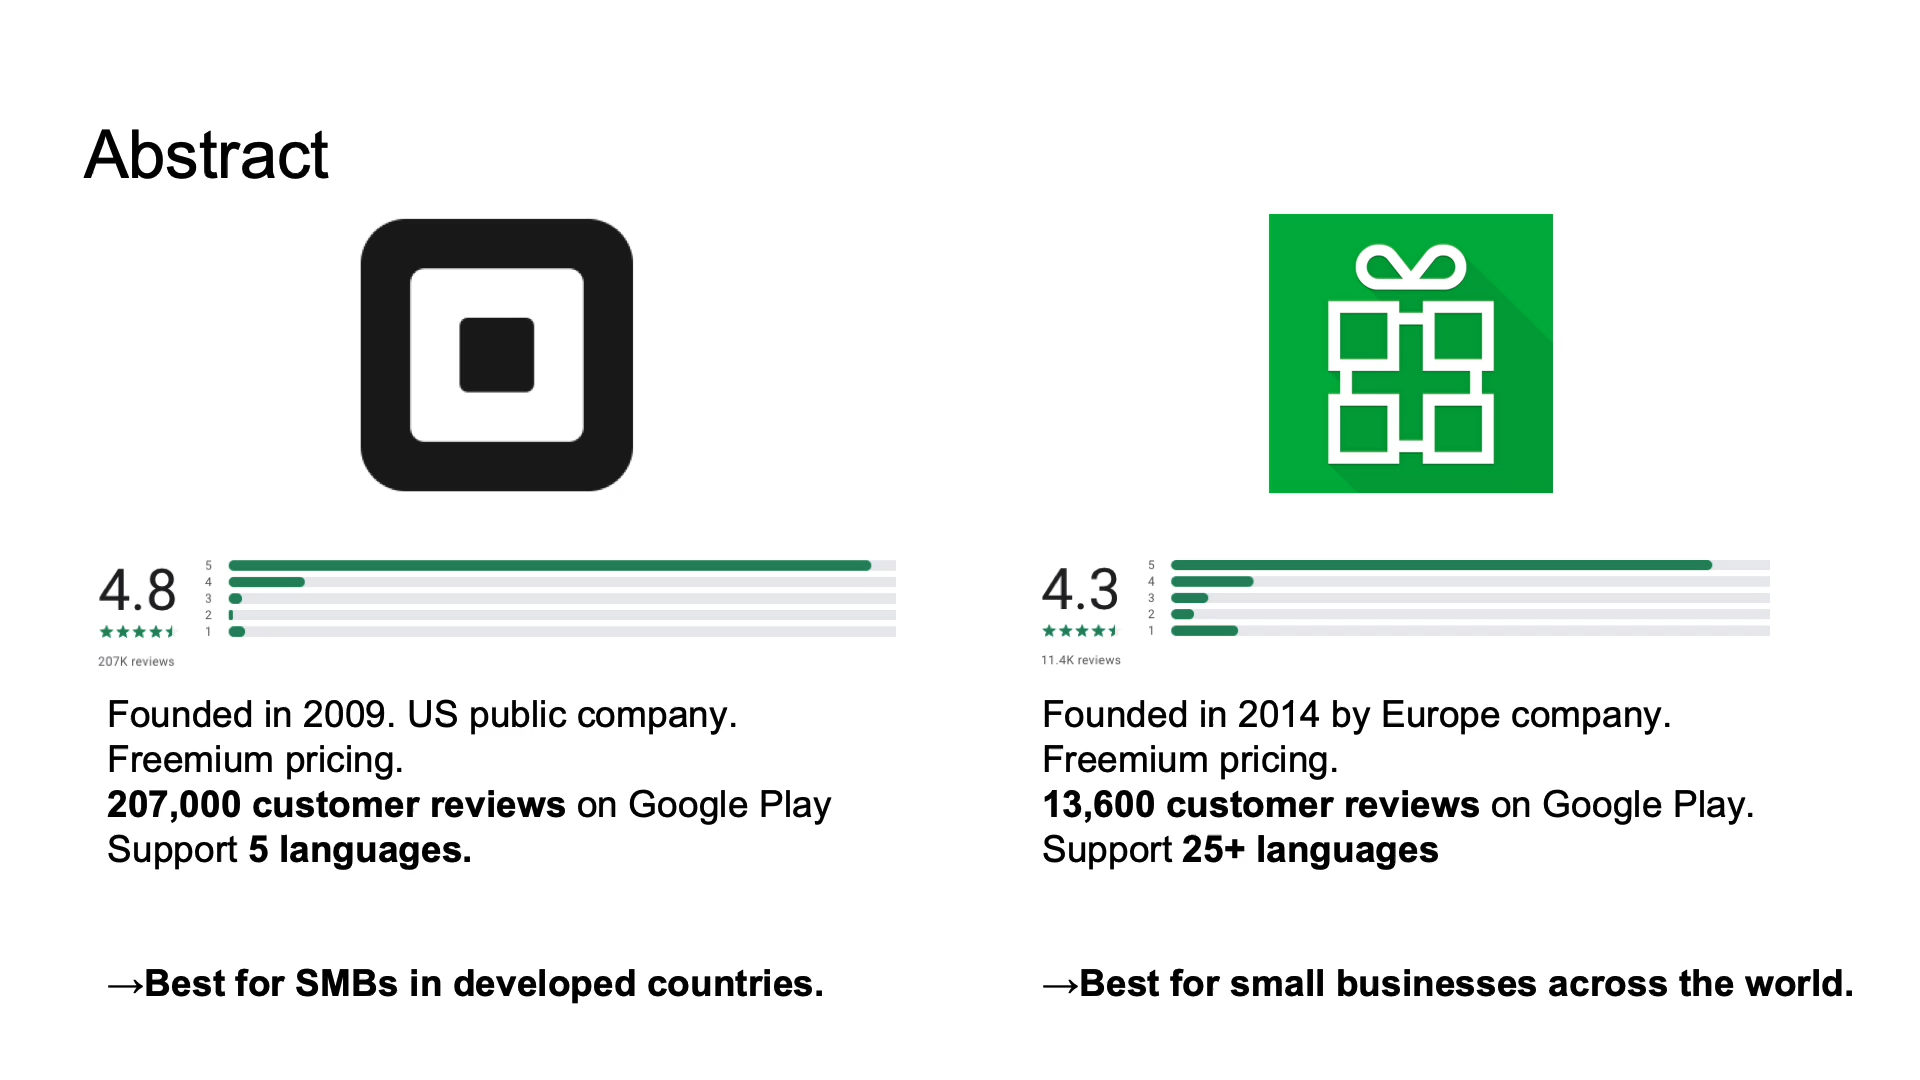 Abstract
4.8
5
4
3
2
1
207K reviews
Founded in 2009. US public company.
Freemium pricing.
207,000 customer reviews on Google Play
Support 5 languages.
→Best for SMBs in developed countries.
4.3
5
4
3
2
1
11.4K reviews
Founded in 2014 by Europe company.
Freemium pricing.
13,600 customer reviews on Google Play.
Support 25+ languages
→Best for small businesses across the world.